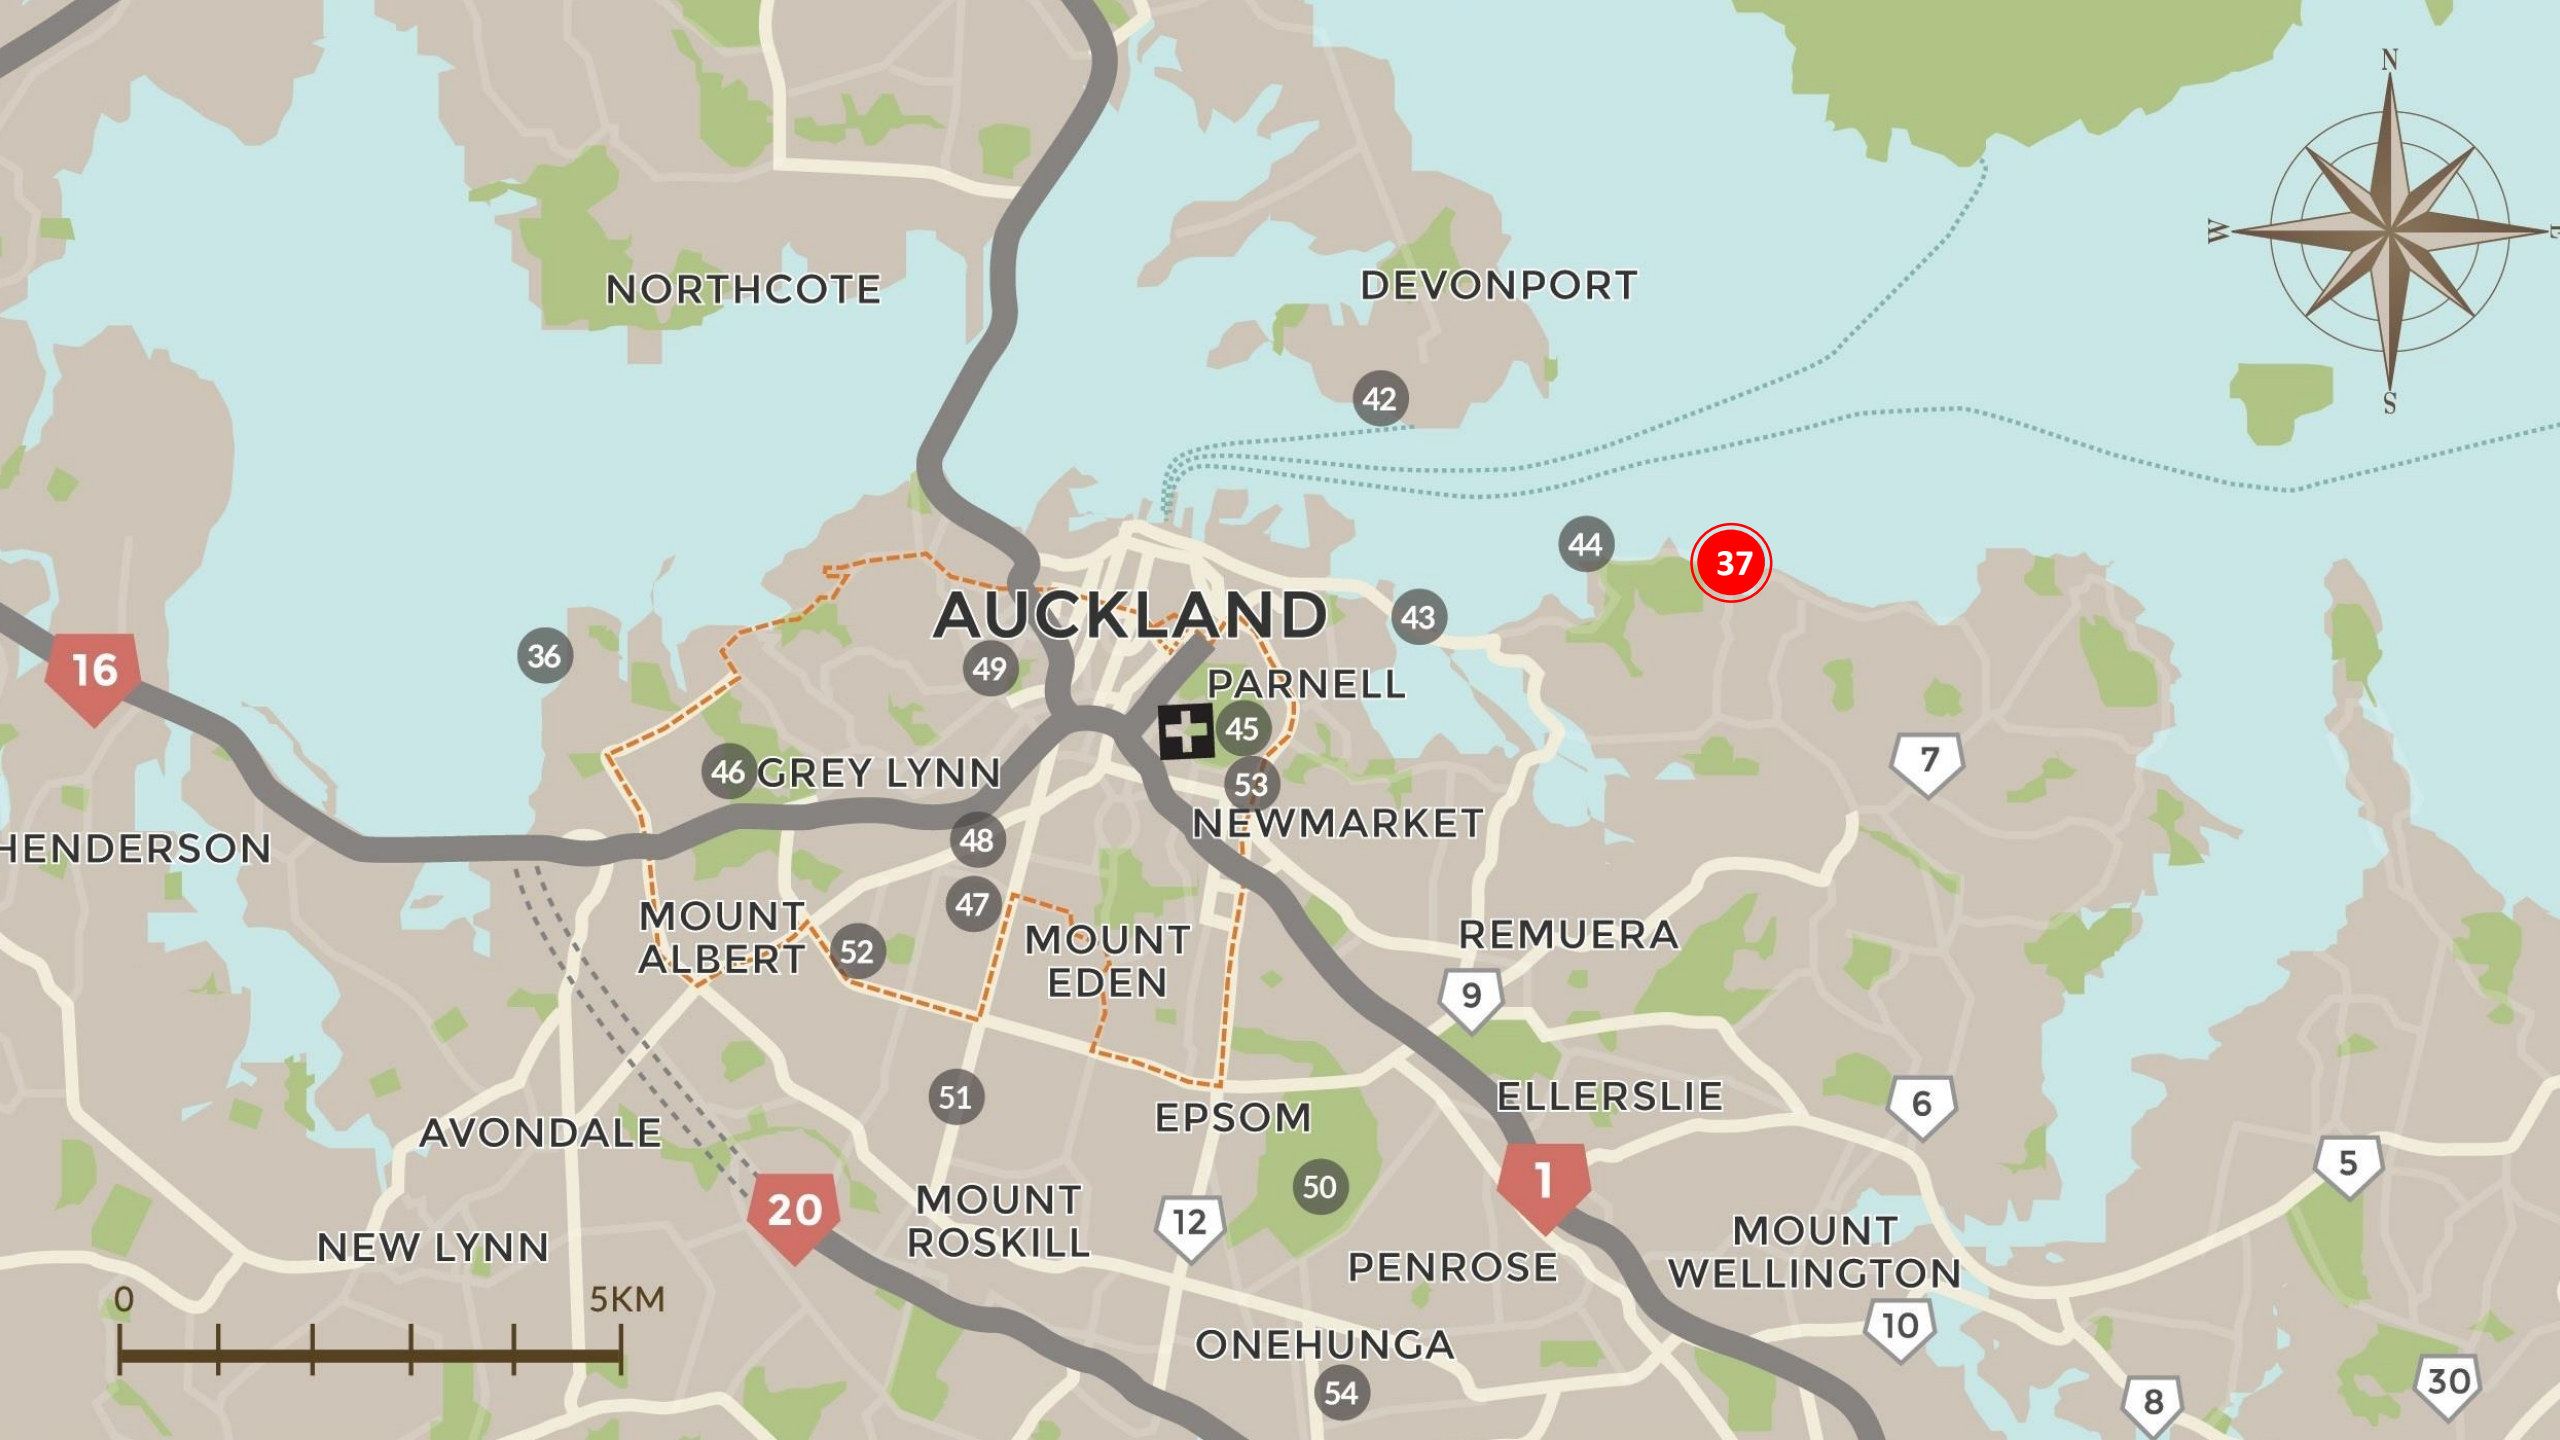 N
W
E
S
NORTHCOTE
DEVONPORT
42
44
37
AUCKLAND
43
36
49
PARNELL
16
45
46
GREY LYNN
53
7
NEWMARKET
HENDERSON
48
47
MOUNT
ALBERT
52
MOUNT
EDEN
REMUERA
9
51
ELLERSLIE
6
EPSOM
AVONDALE
5
1
50
20
MOUNT
ROSKILL
12
NEW LYNN
PENROSE
MOUNT
WELLINGTON
0 5KM
10
ONEHUNGA
54
8
30